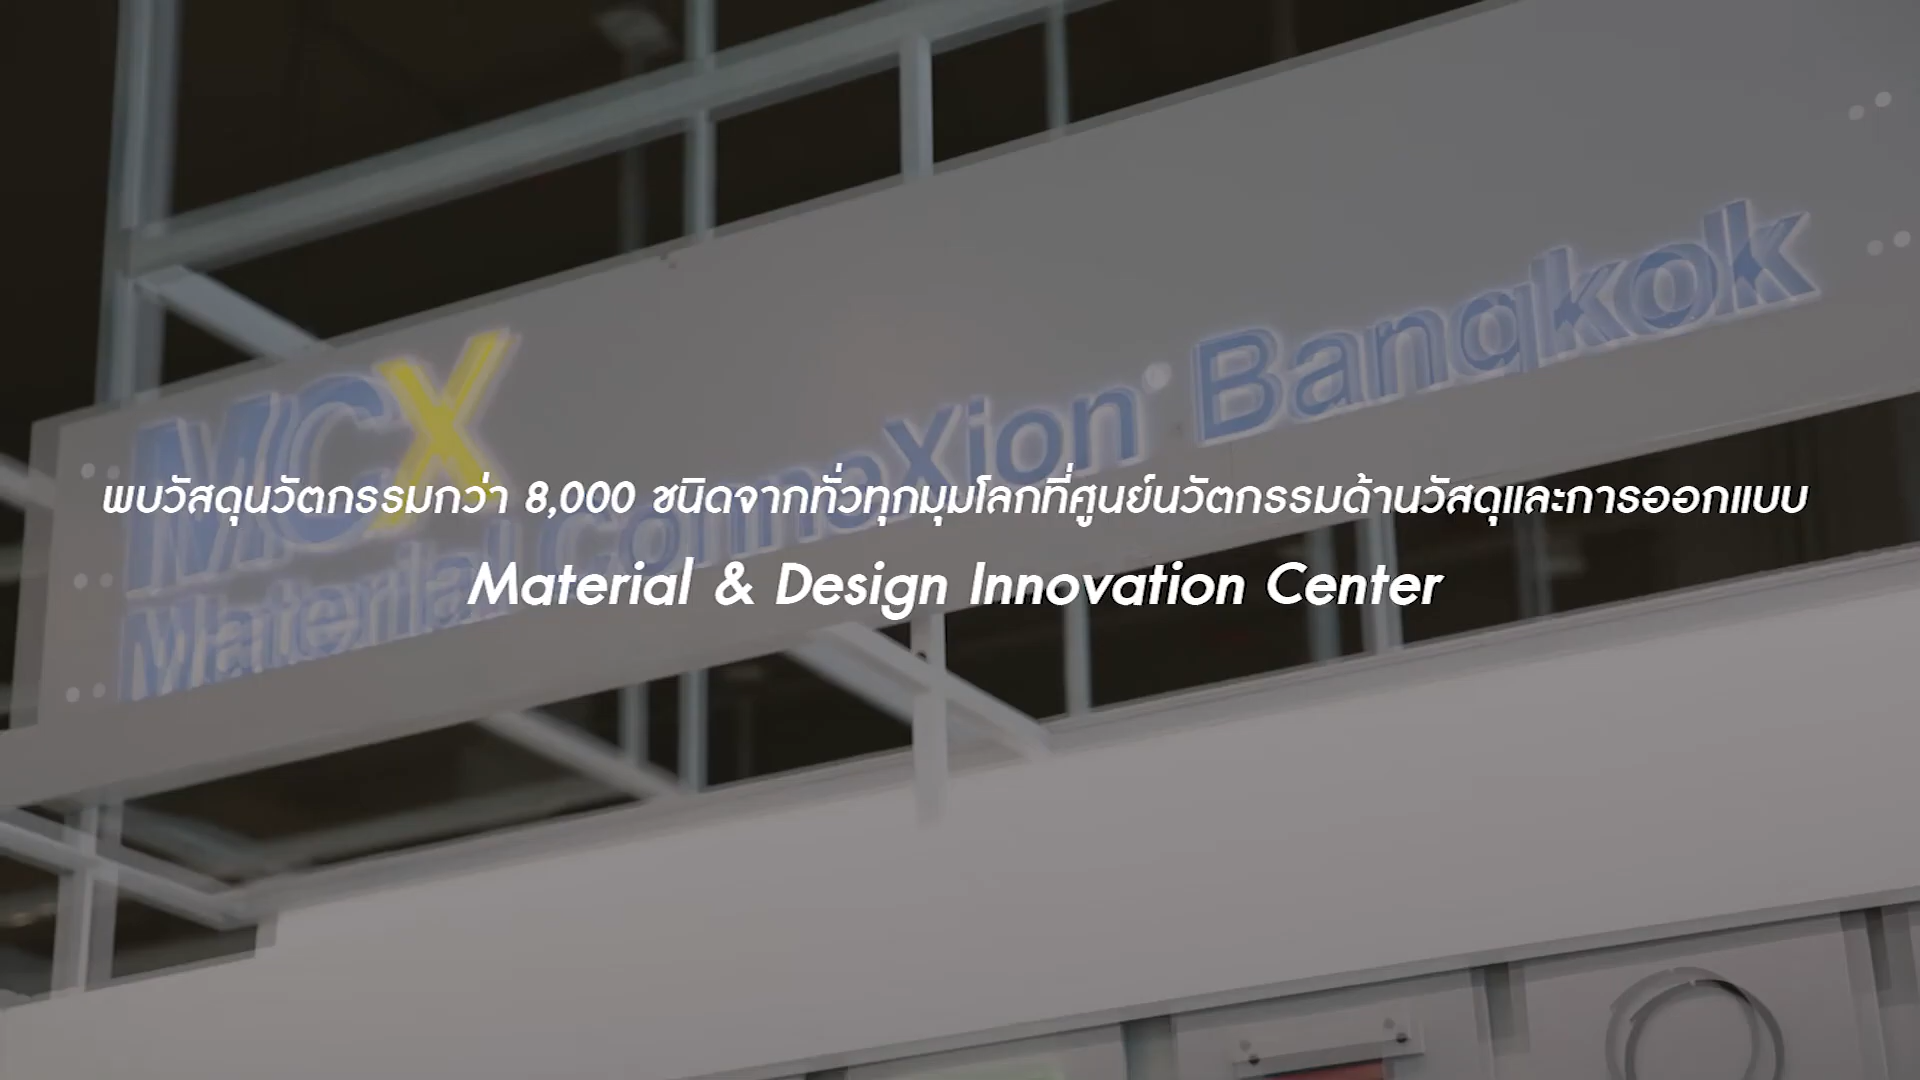 MCX
Material ConneXion® Bangkok
พบวัสดุนวัตกรรมกว่า 8,000 ชนิดจากทั่วทุกมุมโลกที่ศูนย์นวัตกรรมด้านวัสดุและการออกแบบ
Material & Design Innovation Center